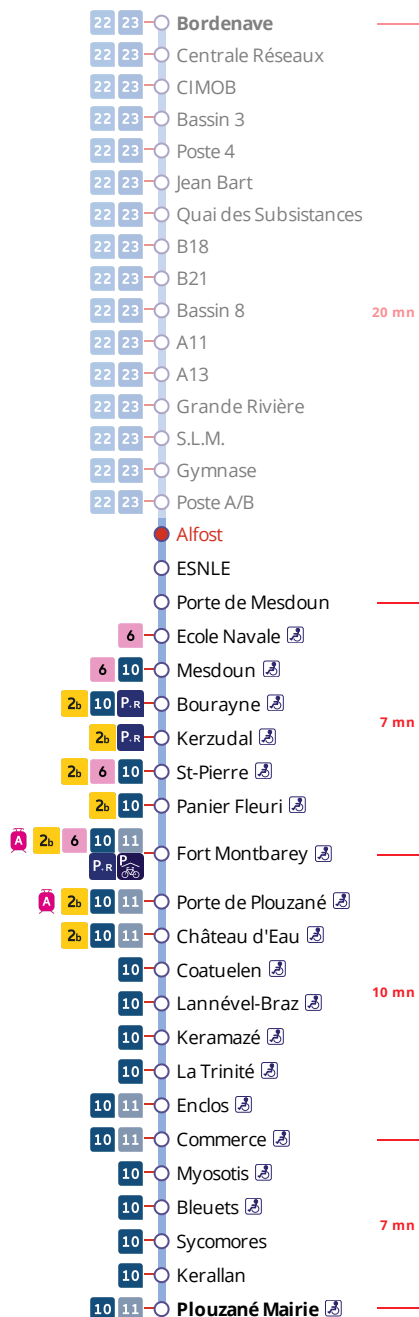 22 23 Bordenave
22 23 Centrale Réseaux
22 23 CIMOB
22 23 Bassin 3
22 23 Poste 4
22 23 Jean Bart
22 23 Quai des Subsistances
22 23 B18
22 23 B21
22 23 Bassin 8 20 mn
22 23 A11
22 23 A13
22 23 Grande Rivière
22 23 S.L.M.
22 23 Gymnase
22 23 Poste A/B
Alfost
ESNLE
Porte de Mesdoun
6 Ecole Navale
6 10 Mesdoun
2b 10 P+R Bourayne
2b P+R Kerzudal 7 mn
2b 6 10 St-Pierre
2b 10 Panier Fleuri
A 2b 6 10 11
P+R P Fort Montbarey
A 2b 10 11 Porte de Plouzané
2b 10 11 Château d'Eau
10 Coatuelen
10 Lannével-Braz 10 mn
10 Keramazé
10 La Trinité
10 11 Enclos
10 11 Commerce
10 Myosotis
10 Bleuets
10 Sycomores 7 mn
10 Kerallan
10 11 Plouzané Mairie